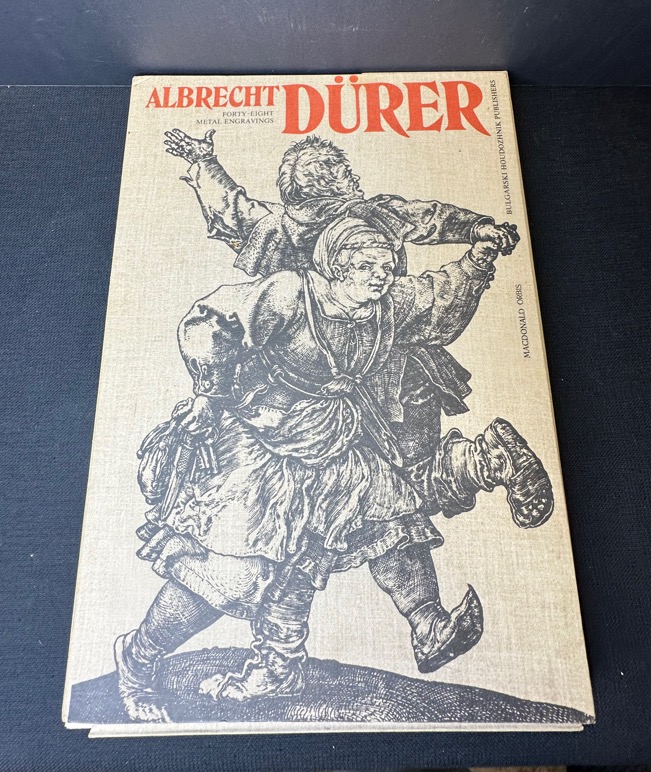 ALBRECHT DÜRER
FORTY-EIGHT
METAL ENGRAVINGS
BULGARSKI HOUDOZHNIK PUBLISHERS
MACDONALD ORBIS